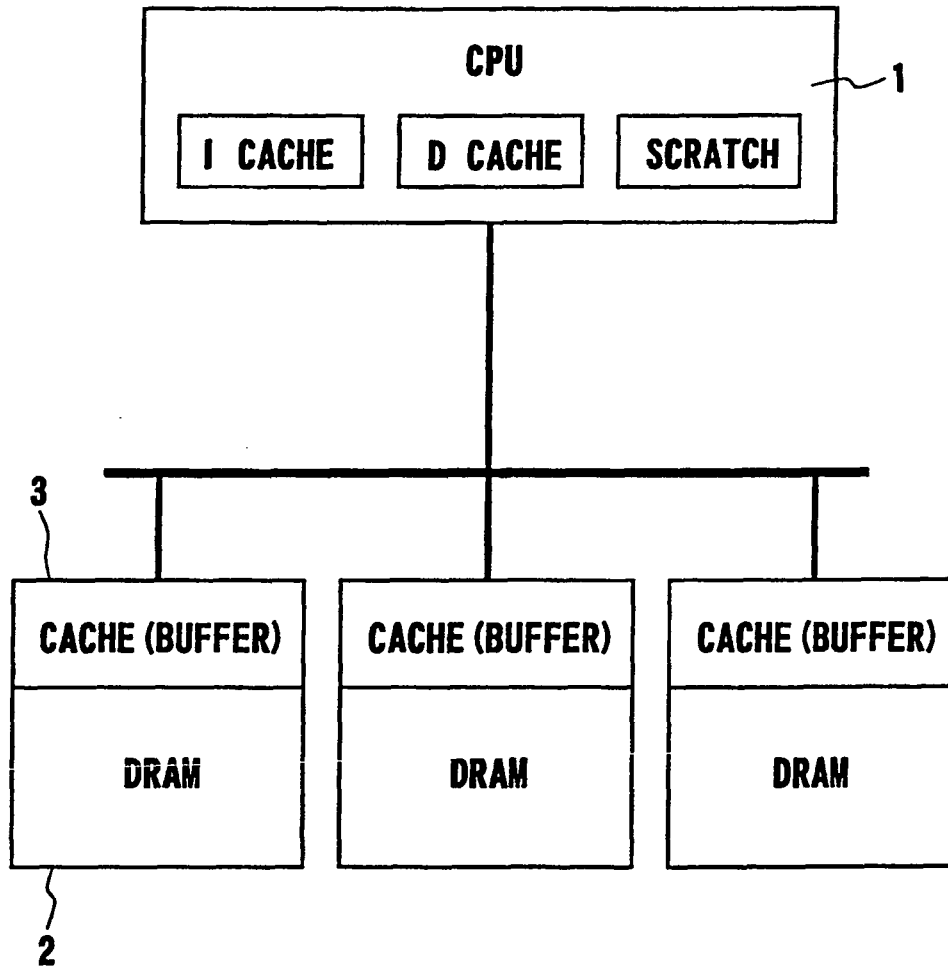 CPU
1
I CACHE
D CACHE
SCRATCH
3
CACHE (BUFFER)
CACHE (BUFFER)
CACHE (BUFFER)
DRAM
DRAM
DRAM
2